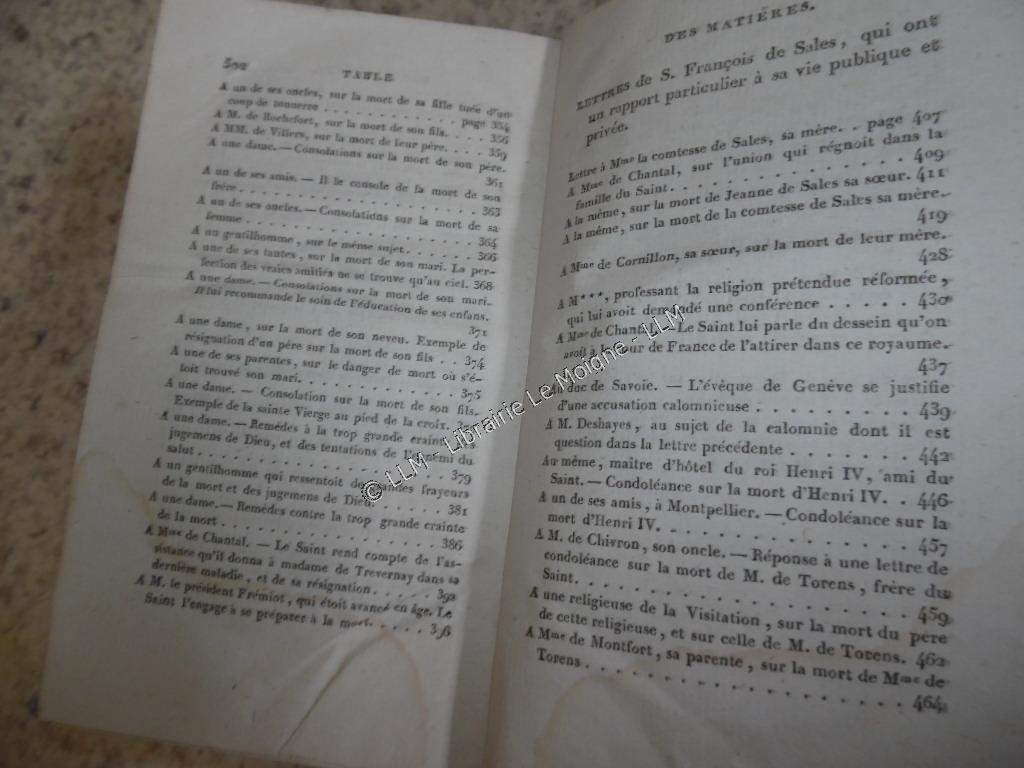 502 TABLE
A un de ses oncles, sur la mort de sa fille tuée d'un
coup de tonnerre . . . . . . . . . . . page 354
A M. de Rochefort, sur la mort de son fils. . . 356
A MM. de Villers, sur la mort de leur père. . . . 359
A une dame. — Consolations sur la mort de son père.
361
A un de ses amis. — Il le console de la mort de son
frère. . . . . . . . . . . . . . . . . . 363
A un de ses oncles. — Consolations sur la mort de sa
femme . . . . . . . . . . . . . . . . . 364
A un gentilhomme, sur le même sujet. . . . . . 366
A une de ses tantes, sur la mort de son mari. La per-
fection des vraies amitiés ne se trouve qu'au ciel. 368
A une dame. — Consolations sur la mort de son mari.
Il lui recommande le soin de l'éducation de ses enfans.
371
A une dame, sur la mort de son neveu. Exemple de
résignation d'un père sur la mort de son fils . . 374
A une de ses parentes, sur le danger de mort où s'é-
toit trouvé son mari. . . . . . . . . . . . 375
A une dame. — Consolation sur la mort de son fils.
Exemple de la sainte Vierge au pied de la croix.
A une dame. — Remèdes à la trop grande crainte des
jugemens de Dieu, et des tentations de l'Ennemi du
salut . . . . . . . . . . . . . . . . . 379
A un gentilhomme qui ressentoit de grandes frayeurs
de la mort et des jugemens de Dieu. . . . . . 381
A une dame. — Remèdes contre la trop grande crainte
de la mort . . . . . . . . . . . . . . . 386
A Mme de Chantal. — Le Saint rend compte de l'as-
sistance qu'il donna à madame de Trevernay dans sa
dernière maladie, et de sa résignation. . . . . 392
A M. le président Frémiot, qui étoit avancé en âge. Le
Saint l'engage à se préparer à la mort. . . . . 396
DES MATIÈRES.
LETTRES de S. François de Sales, qui ont
un rapport particulier à sa vie publique et
privée.
Lettre à Mme la comtesse de Sales, sa mère. . page 407
A Mme de Chantal, sur l'union qui régnoit dans la
famille du Saint. . . . . . . . . . . . . . 409
A la même, sur la mort de Jeanne de Sales sa sœur. 411
A la même, sur la mort de la comtesse de Sales sa mère.
419
A Mme de Cornillon, sa sœur, sur la mort de leur mère.
428
A M***, professant la religion prétendue réformée,
qui lui avoit demandé une conférence . . . . . 430
A Mme de Chantal. — Le Saint lui parle du dessein qu'on
avoit à la cour de France de l'attirer dans ce royaume.
437
Au duc de Savoie. — L'évêque de Genève se justifie
d'une accusation calomnieuse . . . . . . . . . 439
A M. Deshayes, au sujet de la calomnie dont il est
question dans la lettre précédente . . . . . . . 442
Au même, maître d'hôtel du roi Henri IV, ami du
Saint. — Condoléance sur la mort d'Henri IV. . . 446
A un de ses amis, à Montpellier. — Condoléance sur la
mort d'Henri IV. . . . . . . . . . . . . . 457
A M. de Chivron, son oncle. — Réponse à une lettre de
condoléance sur la mort de M. de Torens, frère du
Saint. . . . . . . . . . . . . . . . . . 459
A une religieuse de la Visitation, sur la mort du père
de cette religieuse, et sur celle de M. de Torens. 462
A Mme de Montfort, sa parente, sur la mort de Mme de
Torens. . . . . . . . . . . . . . . . . . 464
© LLM - Librairie Le Moigne - LLM